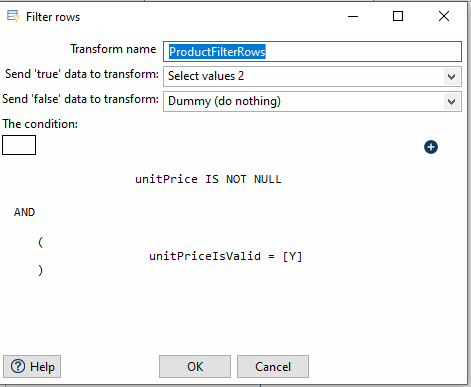 Filter rows
Transform name ProductFilterRows
Send 'true' data to transform: Select values 2
Send 'false' data to transform: Dummy (do nothing)
The condition:
unitPrice IS NOT NULL
AND
(
unitPriceIsValid = [Y]
)
Help OK Cancel